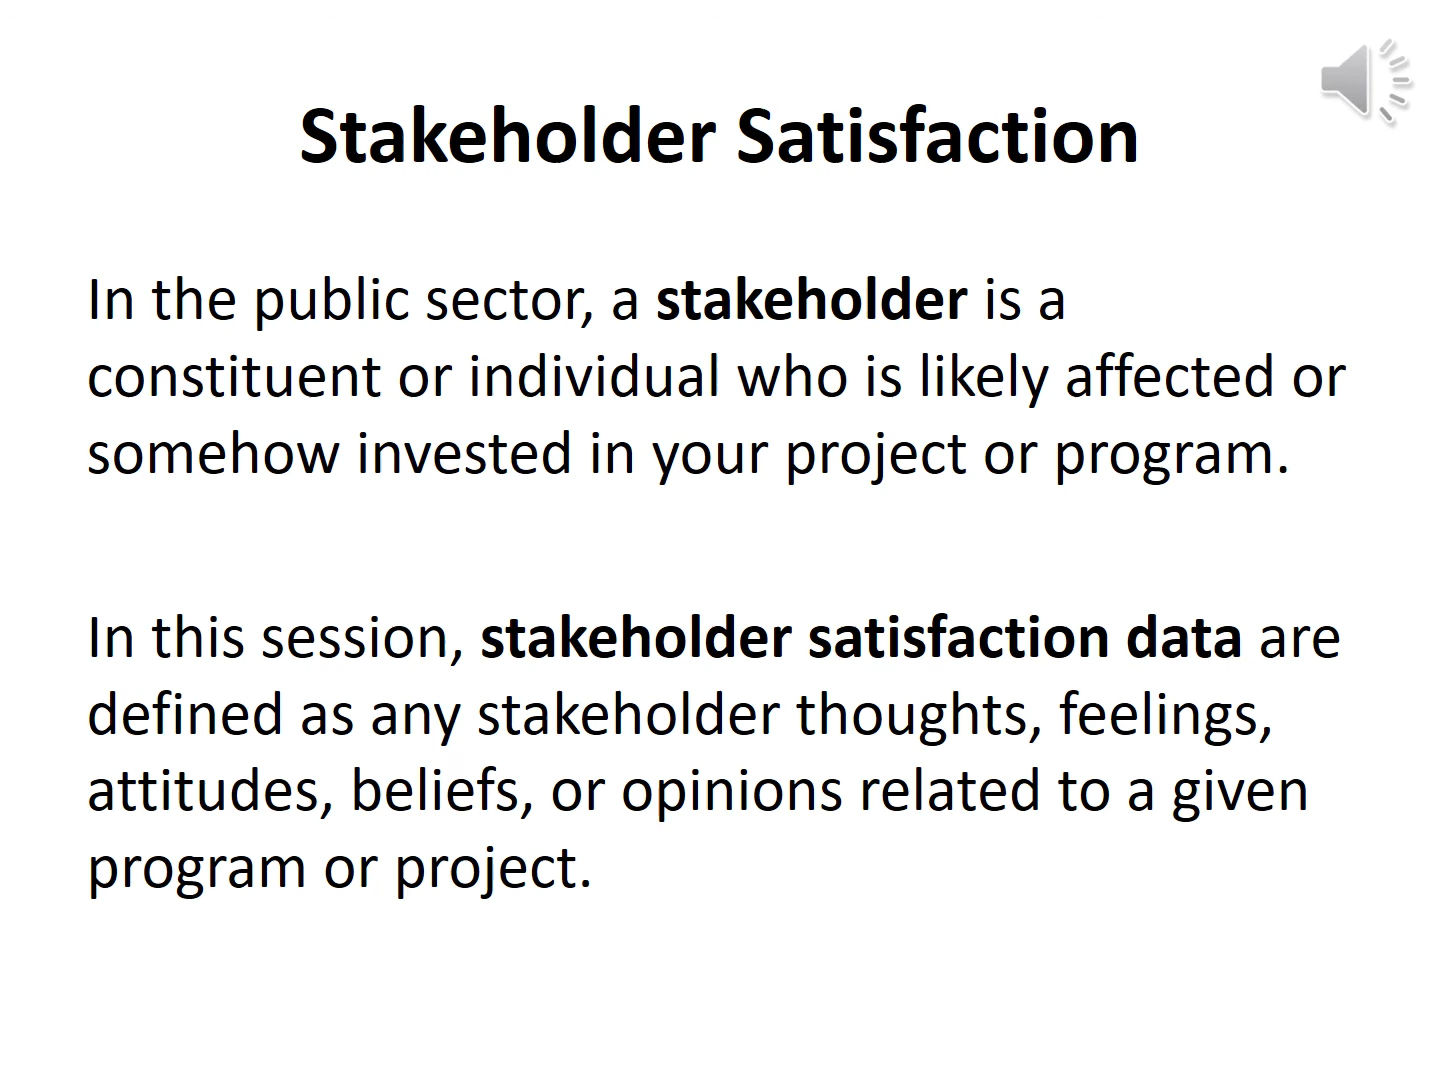 Stakeholder Satisfaction
In the public sector, a stakeholder is a
constituent or individual who is likely affected or
somehow invested in your project or program.
In this session, stakeholder satisfaction data are
defined as any stakeholder thoughts, feelings,
attitudes, beliefs, or opinions related to a given
program or project.